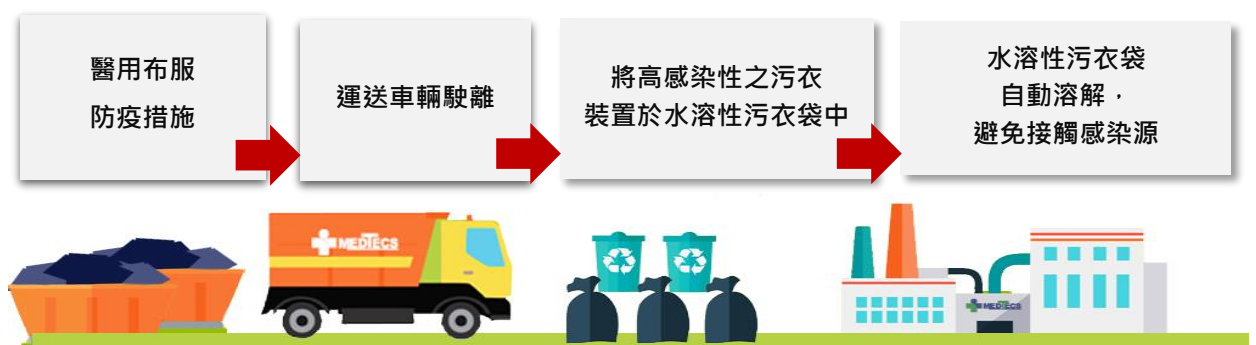 醫用布服
防疫措施
運送車輛駛離
將高感染性之污衣
裝置於水溶性污衣袋中
水溶性污衣袋
自動溶解，
避免接觸感染源
MEDTECS
MEDTECS